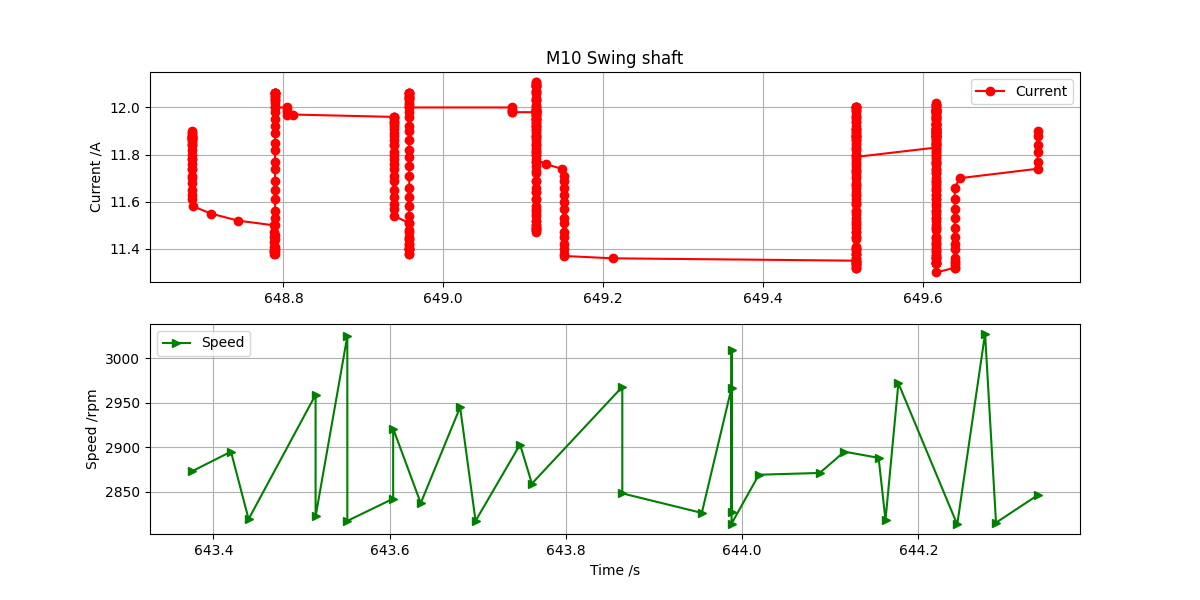 M10 Swing shaft
Current /A
12.0
11.8
11.6
11.4
Current
648.8 649.0 649.2 649.4 649.6
Speed /rpm
3000
2950
2900
2850
Speed
643.4 643.6 643.8 644.0 644.2
Time /s